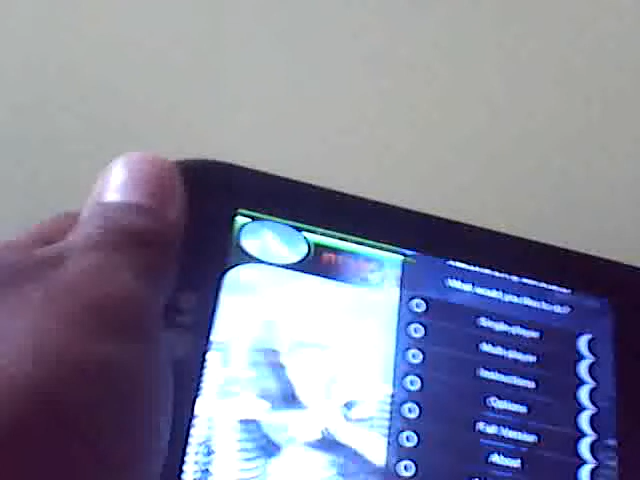 What would you like to do?
Single player
Multi player
Instructions
Options
Full Version
About